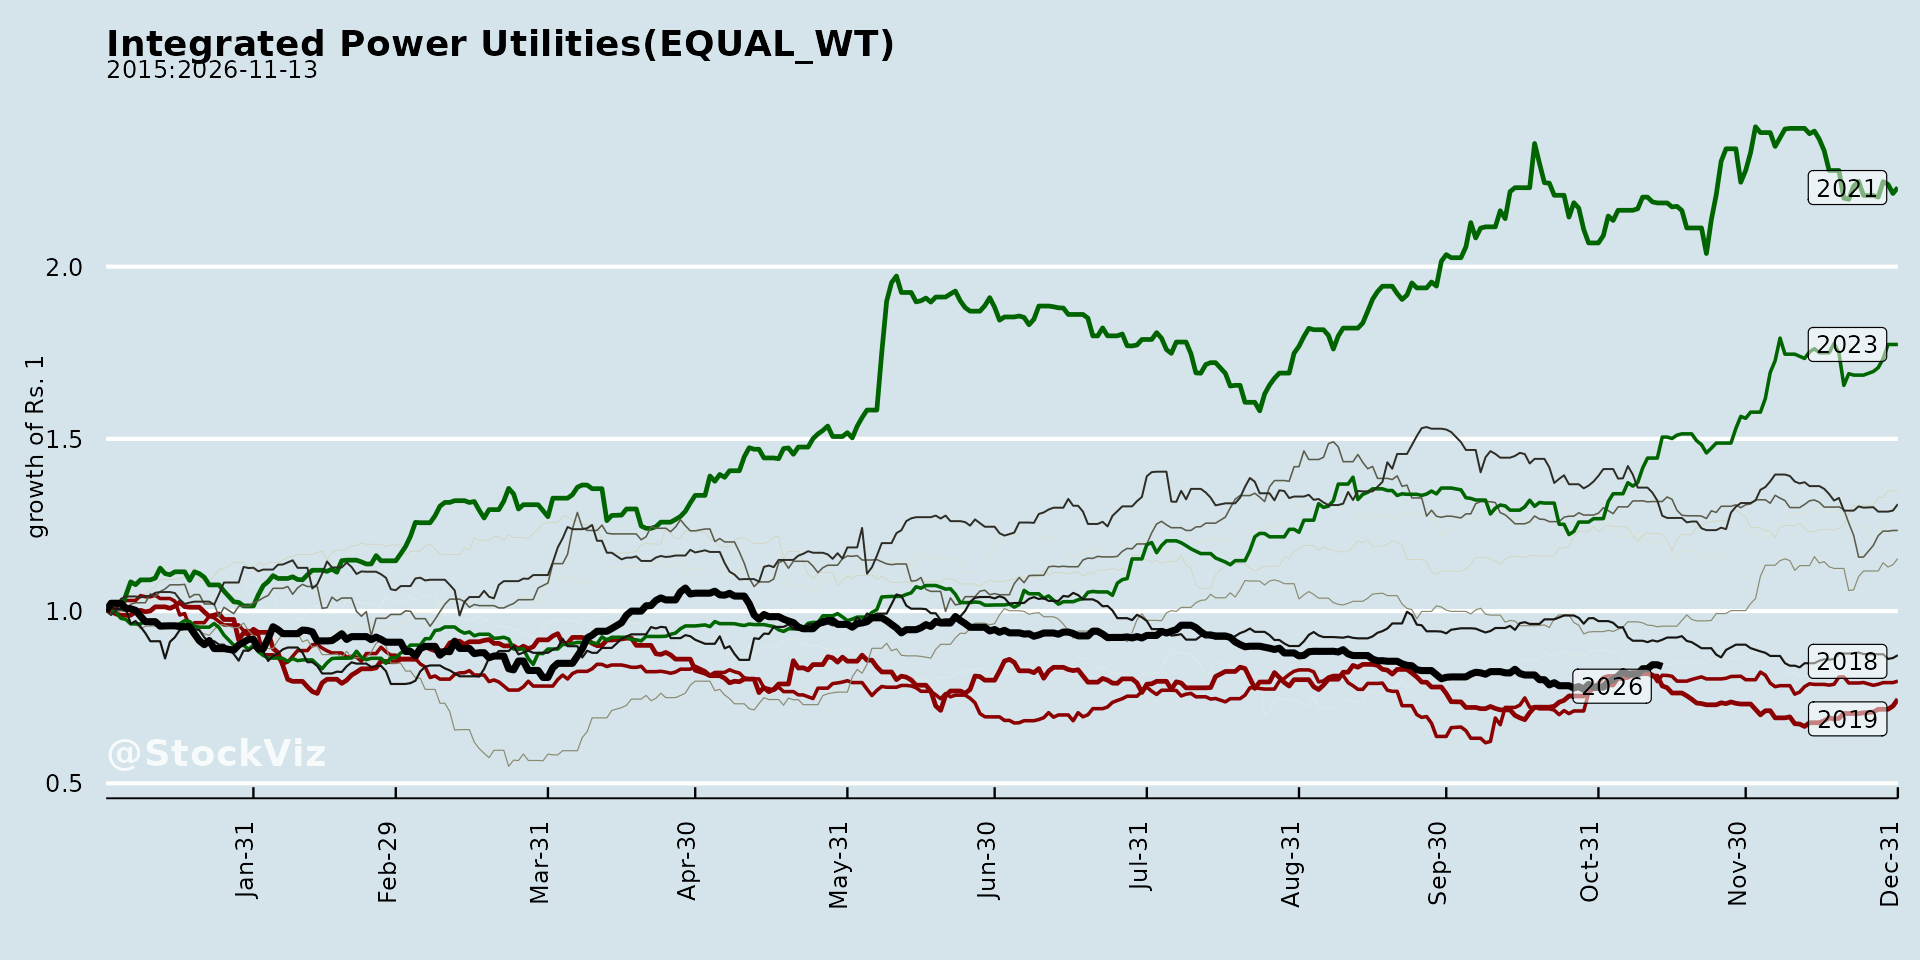 Integrated Power Utilities(EQUAL_WT)
2015:2026-11-13
growth of Rs. 1
2.0
1.5
1.0
0.5
2021
2023
2018
2026
2019
@StockViz
Jan-31
Feb-29
Mar-31
Apr-30
May-31
Jun-30
Jul-31
Aug-31
Sep-30
Oct-31
Nov-30
Dec-31